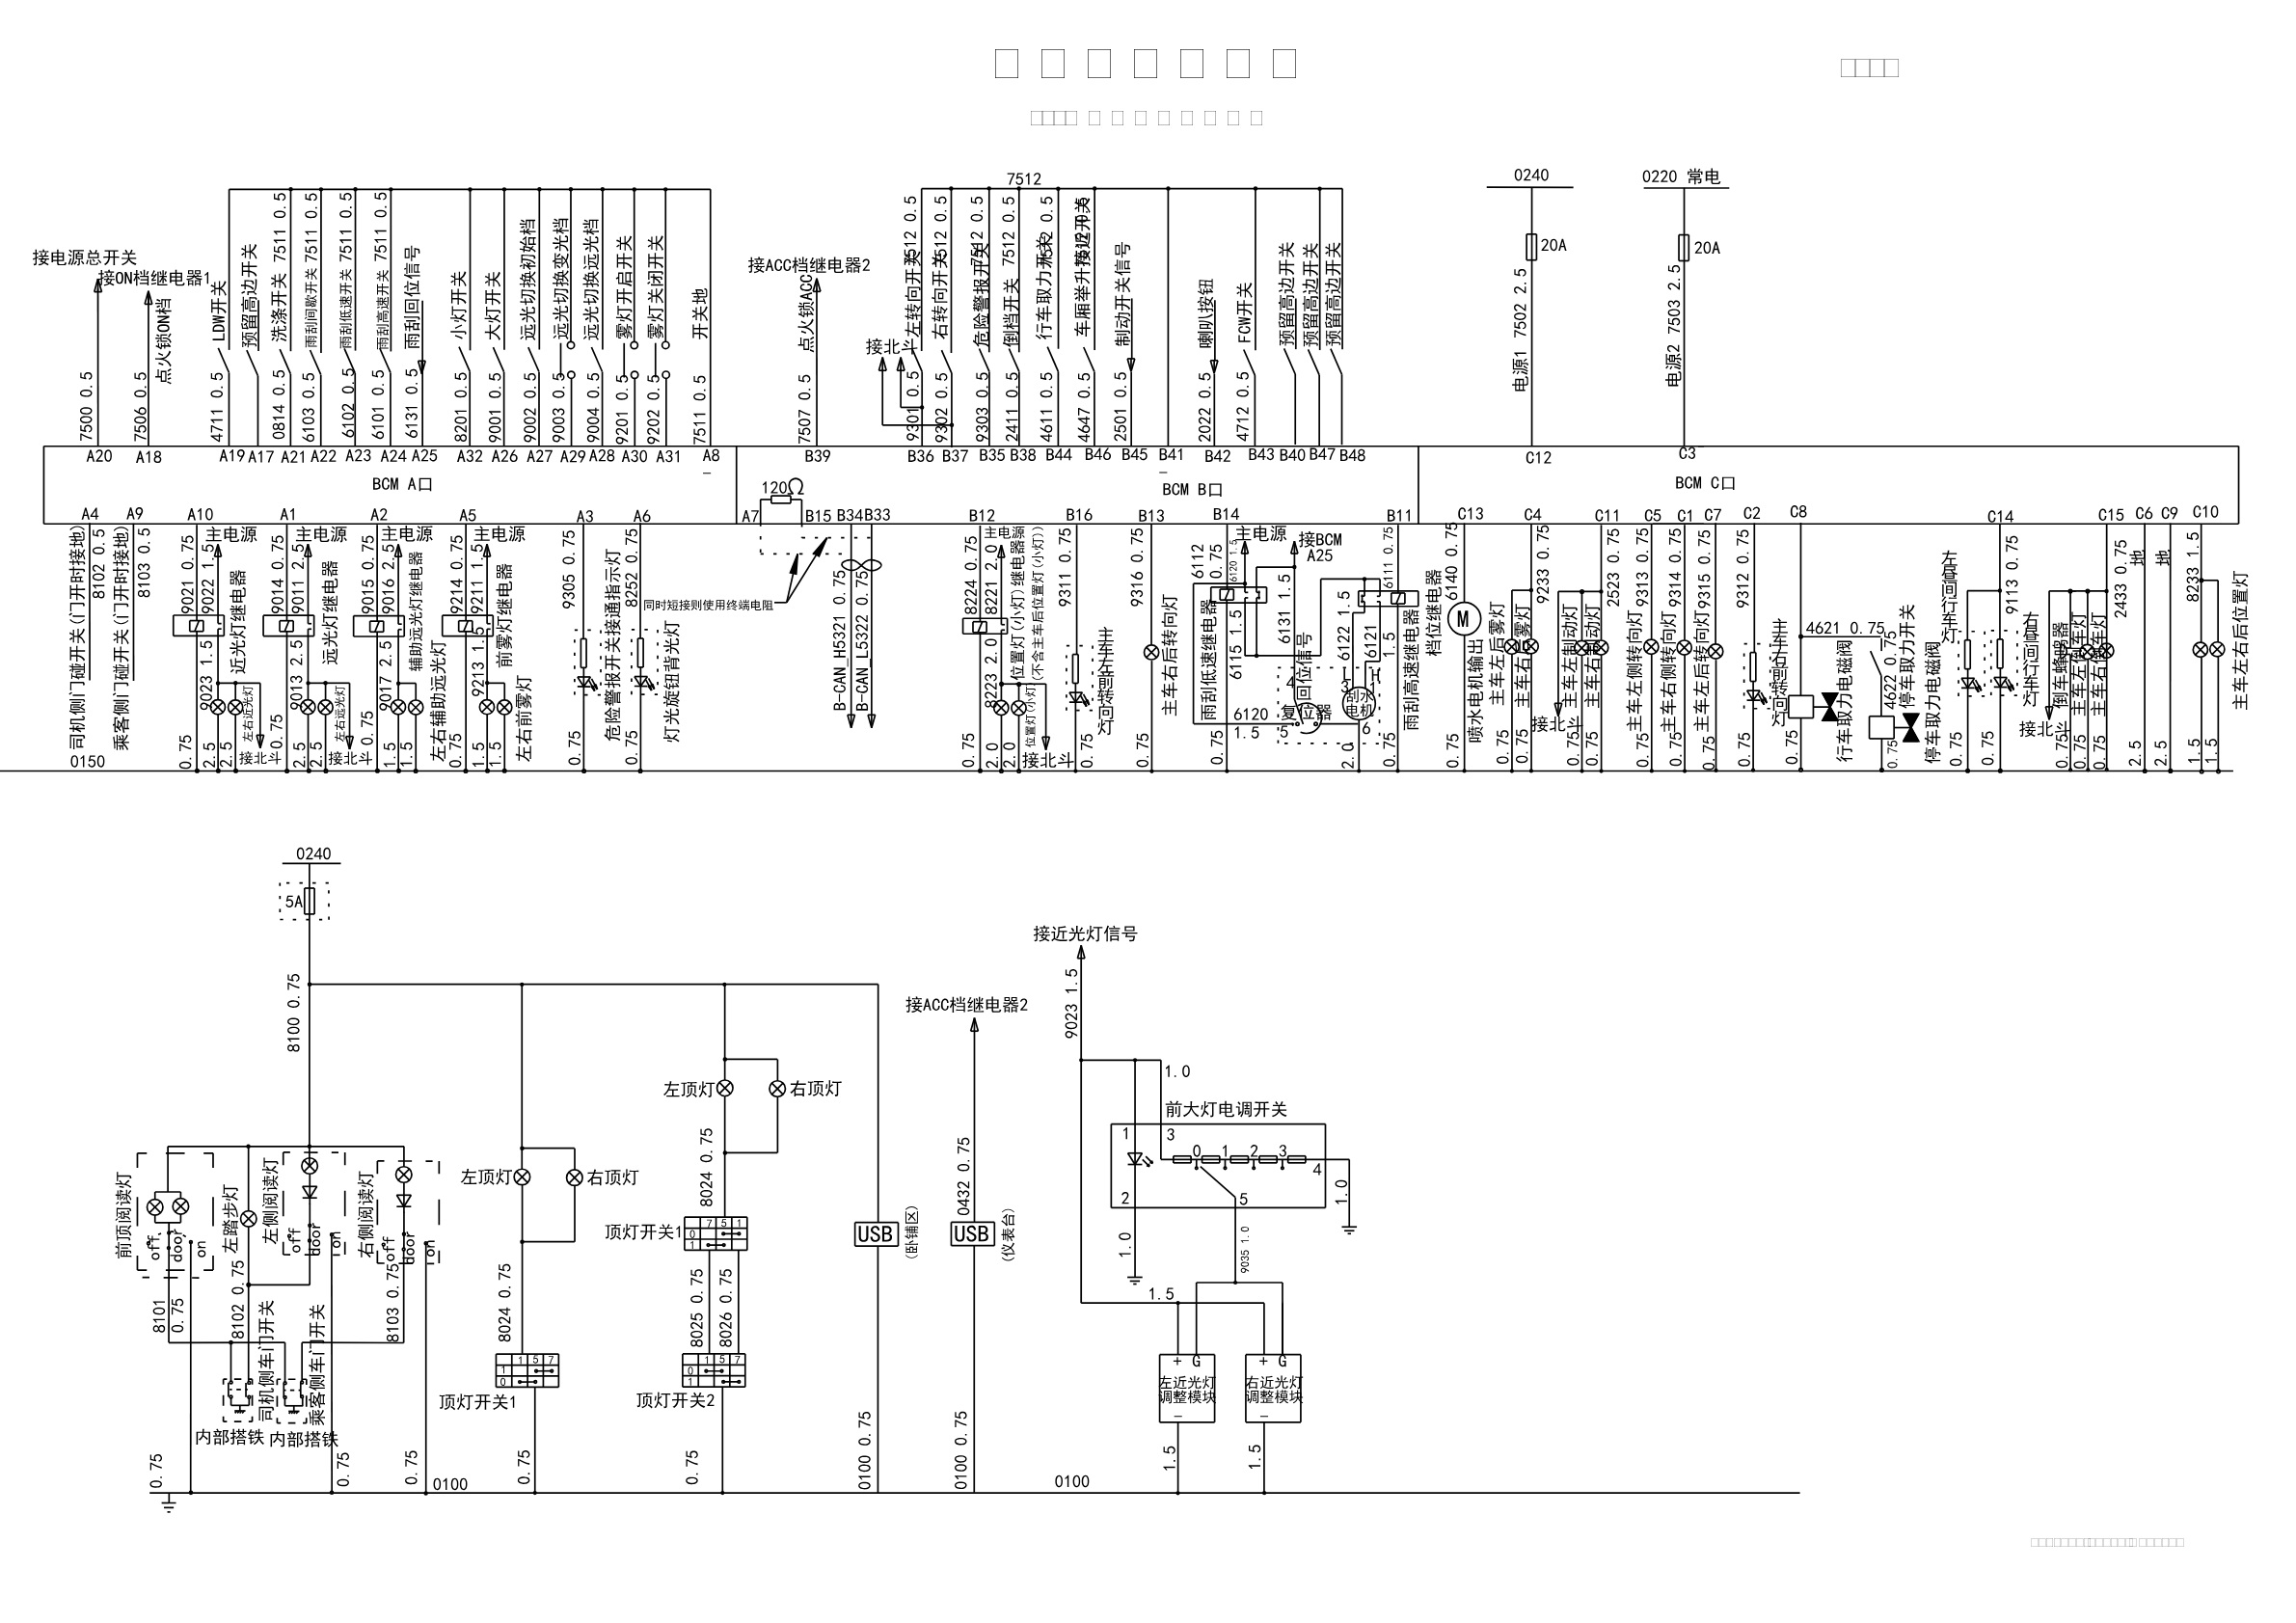 7512
0240
0220 常电
20A
20A
接电源总开关
接ON档继电器1
点火锁ON档
LDW开关
预留高边开关
洗涤开关 7511 0.5
雨刮间歇开关 7511 0.5
雨刮低速开关 7511 0.5
雨刮高速开关 7511 0.5
雨刮回位信号
小灯开关
大灯开关
远光切换初始档
远光切换变光档
远光切换远光档
雾灯开启开关
雾灯关闭开关
开关地
接ACC档继电器2
点火锁ACC
接北斗
左转向开关 7512 0.5
右转向开关 7512 0.5
危险警报开关 7512 0.5
倒档开关 7512 0.5
行车取力开关 7512 0.5
车厢举升接近开关 7512 0.5
制动开关信号
喇叭按钮
FCW开关
预留高边开关
预留高边开关
预留高边开关
电源1 7502 2.5
电源2 7503 2.5
7500 0.5
7506 0.5
4711 0.5
0814 0.5
6103 0.5
6102 0.5
6101 0.5
6131 0.5
8201 0.5
9001 0.5
9002 0.5
9003 0.5
9004 0.5
9201 0.5
9202 0.5
7511 0.5
7507 0.5
9301 0.5
9302 0.5
9303 0.5
2411 0.5
4611 0.5
4647 0.5
2501 0.5
2022 0.5
4712 0.5
A20 A18 A19 A17 A21 A22 A23 A24 A25 A32 A26 A27 A29 A28 A30 A31 A8 B39 B36 B37 B35 B38 B44 B46 B45 B41 B42 B43 B40 B47 B48 C12 C3
BCM A口
BCM B口
BCM C口
120Ω
A4 A9 A10 A1 A2 A5 A3 A6 A7 B15 B34 B33 B12 B16 B13 B14 B11 C13 C4 C11 C5 C1 C7 C2 C8 C14 C15 C6 C9 C10
司机侧门碰开关(门开时接地)
8102 0.5
乘客侧门碰开关(门开时接地)
8103 0.5
9021 0.75
9022 1.5
主电源
近光灯继电器
9023 1.5
左右近光灯
0.75
2.5
2.5
接北斗
9014 0.75
9011 2.5
主电源
远光灯继电器
9013 2.5
左右远光灯
0.75
2.5
2.5
接北斗
9015 0.75
9016 2.5
主电源
辅助远光灯继电器
9017 2.5
左右辅助远光灯
0.75
1.5
1.5
9214 0.75
9211 1.5
主电源
前雾灯继电器
9213 1.5
左右前雾灯
0.75
1.5
1.5
9305 0.75
危险警报开关接通指示灯
0.75
8252 0.75
灯光旋钮背光灯
0.75
同时短接则使用终端电阻
B-CAN_H5321 0.75
B-CAN_L5322 0.75
8224 0.75
8221 2.0
主电源
位置灯(小灯)继电器
(不含主车后位置灯(小灯))
8223 2.0
位置灯(小灯)
0.75
2.0
2.0
接北斗
9311 0.75
主车左前转向灯
0.75
9316 0.75
主车右后转向灯
0.75
6112
0.75
6120 1.5
主电源
接BCM
A25
雨刮低速继电器
6115 1.5
6131 1.5
回位信号
6120
1.5
复位器
4
5
3
1
6
刮水
电机
6122 1.5
6121 1.5
6111 0.75
雨刮高速继电器
档位继电器
0.75
2.0
0.75
6140 0.75
M
喷水电机输出
0.75
主车左后雾灯
主车右后雾灯
9233 0.75
0.75
0.75
接北斗
主车左制动灯
主车右制动灯
2523 0.75
0.75
0.75
9313 0.75
主车左侧转向灯
0.75
9314 0.75
主车右侧转向灯
0.75
9315 0.75
主车左后转向灯
0.75
9312 0.75
主车右前转向灯
0.75
4621 0.75
4622 0.75
停车取力开关
行车取力电磁阀
停车取力电磁阀
0.75
0.75
左昼间行车灯
9113 0.75
右昼间行车灯
0.75
0.75
接北斗
倒车蜂鸣器
主车左倒车灯
主车右倒车灯
2433 0.75
0.75
0.75
0.75
地
地
2.5
2.5
8233 1.5
主车左右后位置灯
1.5
1.5
0150
0240
5A
8100 0.75
前顶阅读灯
off
door
on
左踏步灯
左侧阅读灯
off
door
on
右侧阅读灯
off
door
on
8101
0.75
8102 0.75
8103 0.75
司机侧车门开关
乘客侧车门开关
内部搭铁
内部搭铁
0.75
0.75
0.75
0100
左顶灯
右顶灯
8024 0.75
1 5 7
1
0
顶灯开关1
0.75
左顶灯
右顶灯
8024 0.75
顶灯开关1
7 5 1
0
1
8025 0.75
8026 0.75
1 5 7
0
1
顶灯开关2
0.75
USB
(卧铺区)
0100 0.75
接ACC档继电器2
0432 0.75
USB
(仪表台)
0100 0.75
接近光灯信号
9023 1.5
1.0
前大灯电调开关
1
3
0 1 2 3
4
2
5
1.0
1.0
9035 1.0
1.5
+ G
左近光灯
调整模块
−
+ G
右近光灯
调整模块
−
1.5
1.5
0100